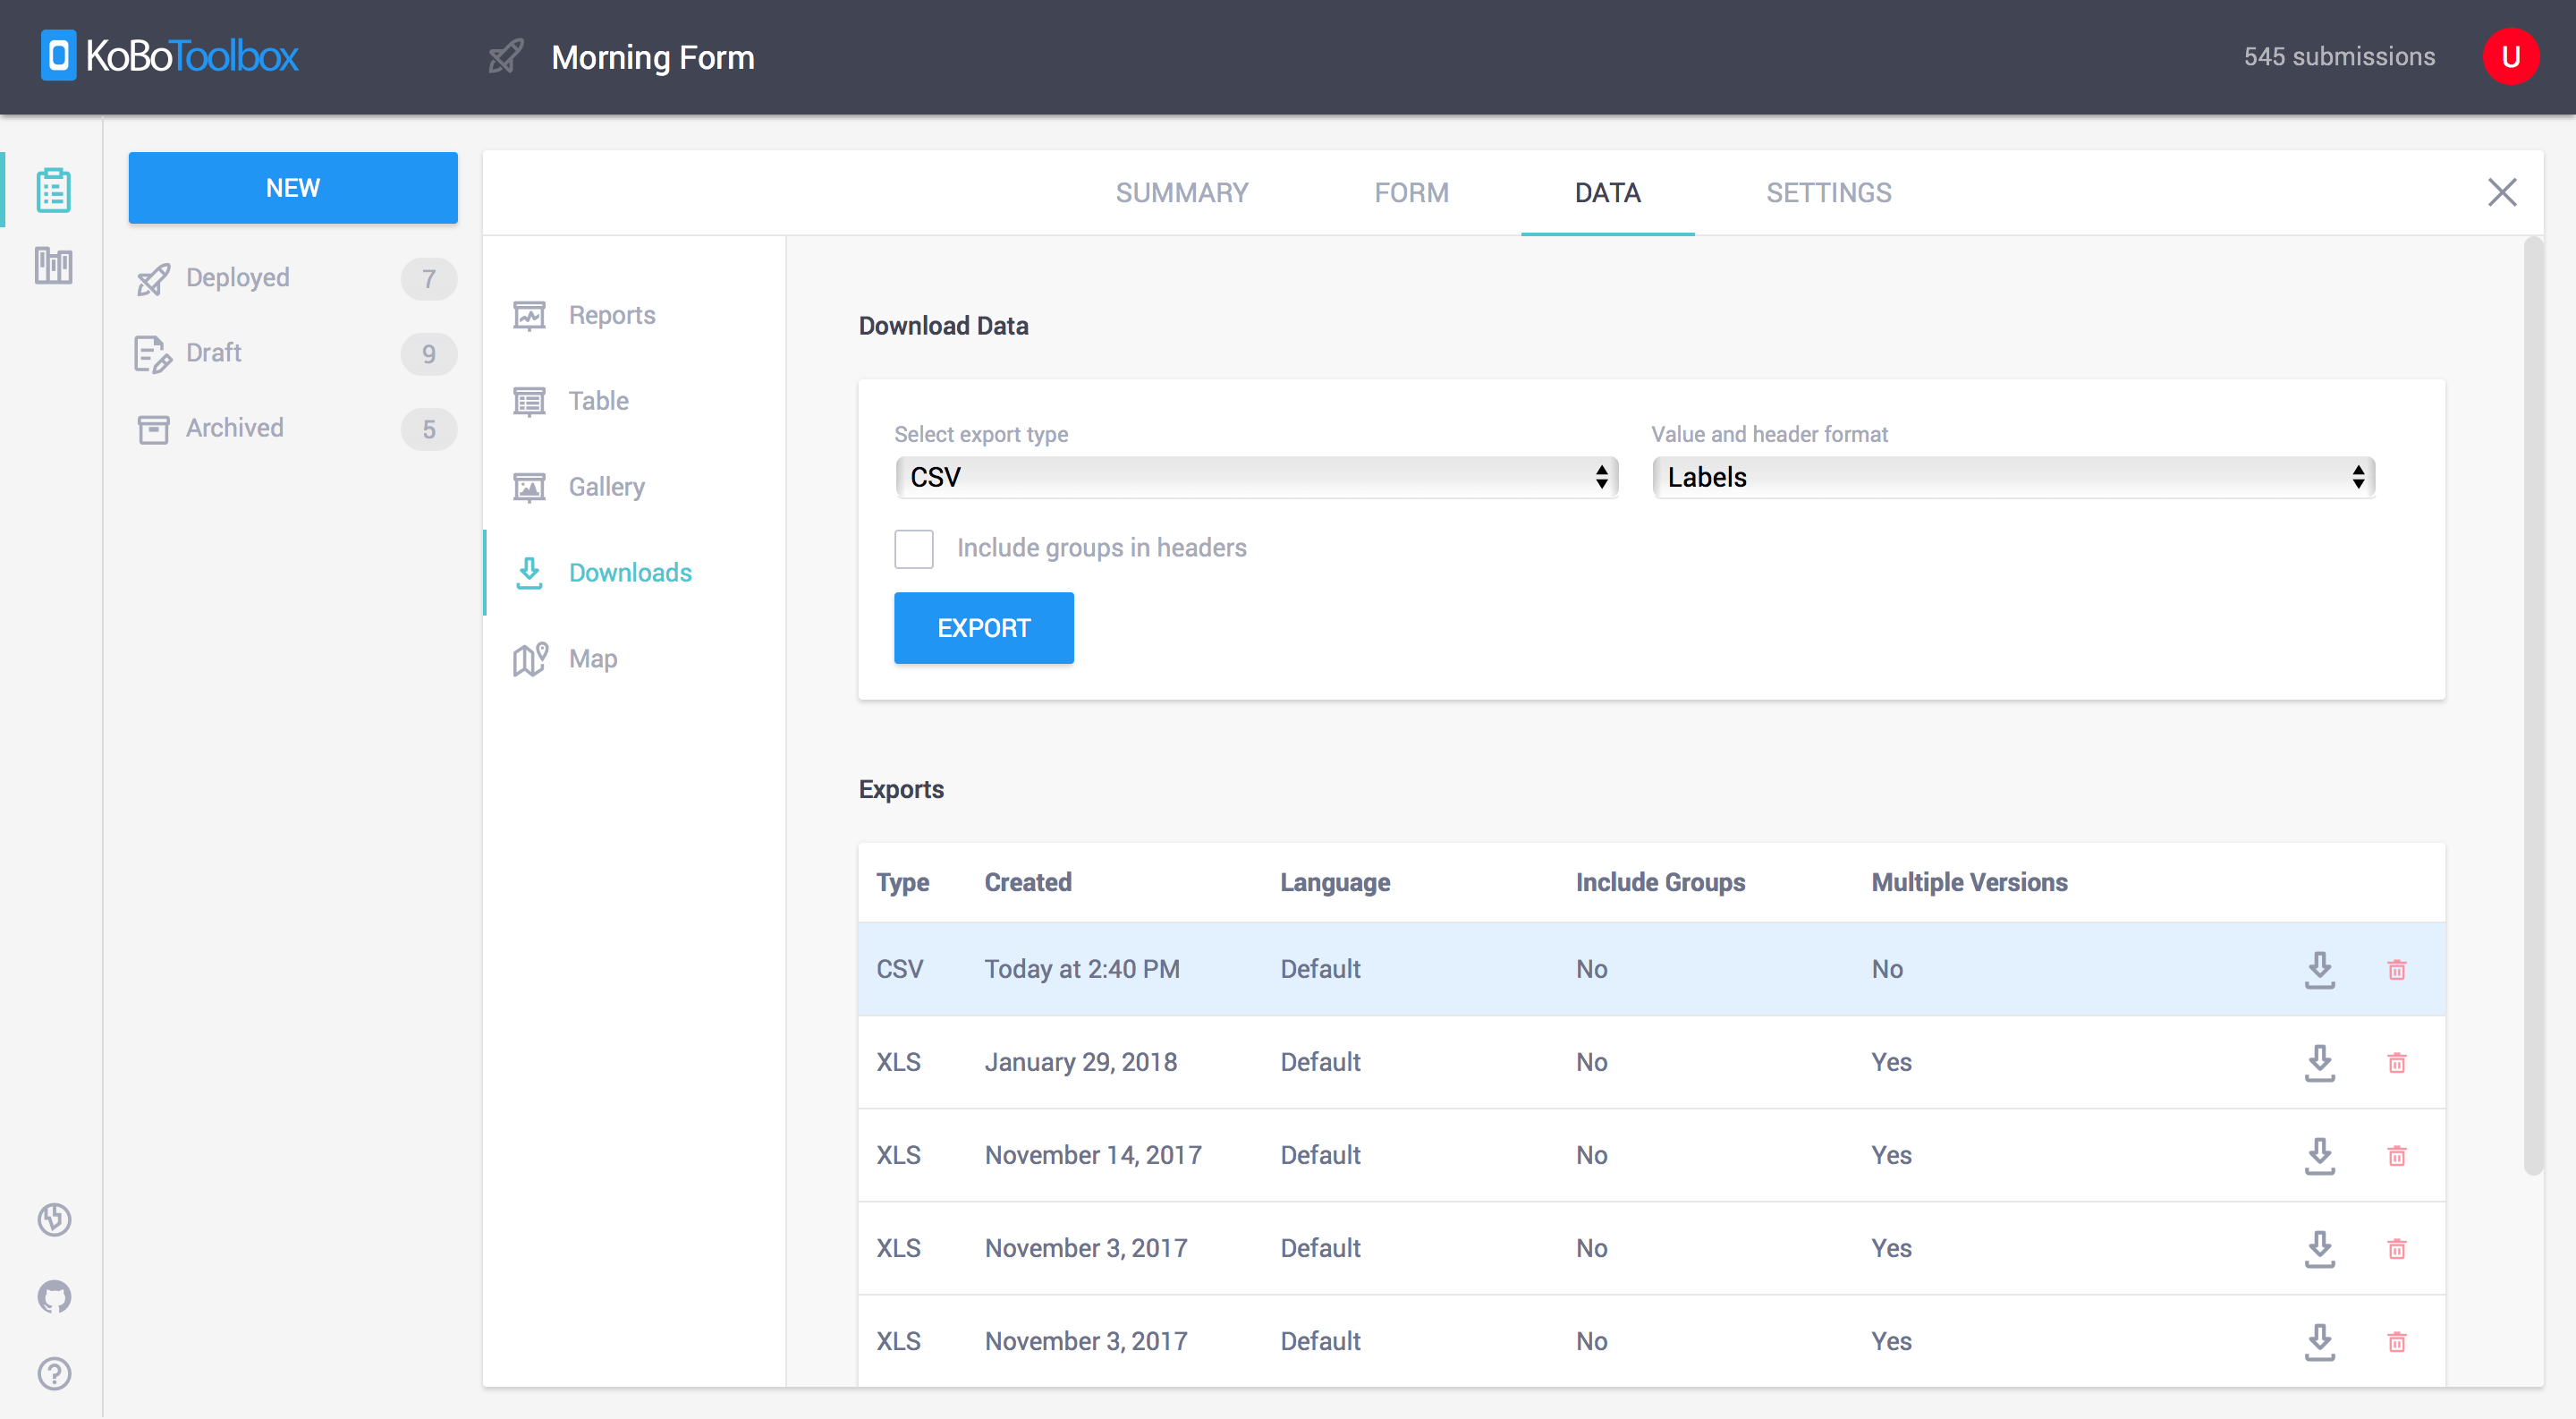 KoBoToolbox
Morning Form
545 submissions
U
NEW
Deployed 7
Draft 9
Archived 5
SUMMARY FORM DATA SETTINGS
Reports
Table
Gallery
Downloads
Map
Download Data
Select export type Value and header format
CSV Labels
Include groups in headers
EXPORT
Exports
Type Created Language Include Groups Multiple Versions
CSV Today at 2:40 PM Default No No
XLS January 29, 2018 Default No Yes
XLS November 14, 2017 Default No Yes
XLS November 3, 2017 Default No Yes
XLS November 3, 2017 Default No Yes